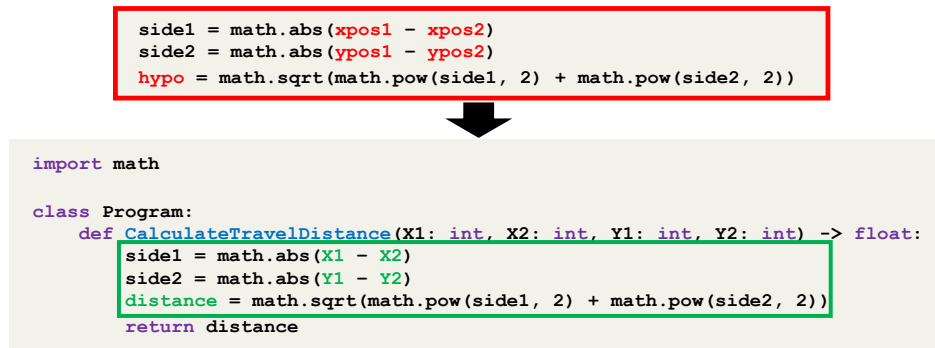 side1 = math.abs(xpos1 – xpos2)
side2 = math.abs(ypos1 – ypos2)
hypo = math.sqrt(math.pow(side1, 2) + math.pow(side2, 2))
import math
class Program:
def CalculateTravelDistance(X1: int, X2: int, Y1: int, Y2: int) -> float:
side1 = math.abs(X1 – X2)
side2 = math.abs(Y1 – Y2)
distance = math.sqrt(math.pow(side1, 2) + math.pow(side2, 2))
return distance